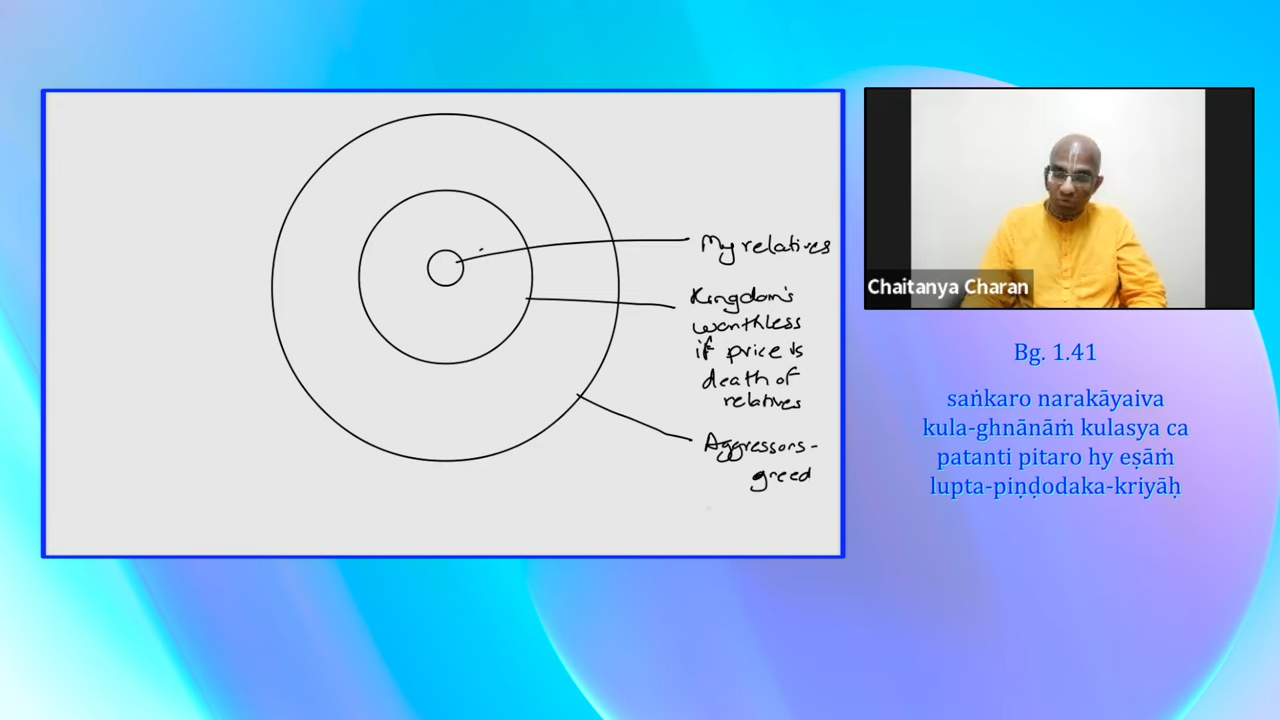 My relatives
Kingdom's
worthless
if price is
death of
relatives
Aggressors -
greed
Chaitanya Charan
Bg. 1.41
saṅkaro narakāyaiva
kula-ghnānāṁ kulasya ca
patanti pitaro hy eṣāṁ
lupta-piṇḍodaka-kriyāḥ